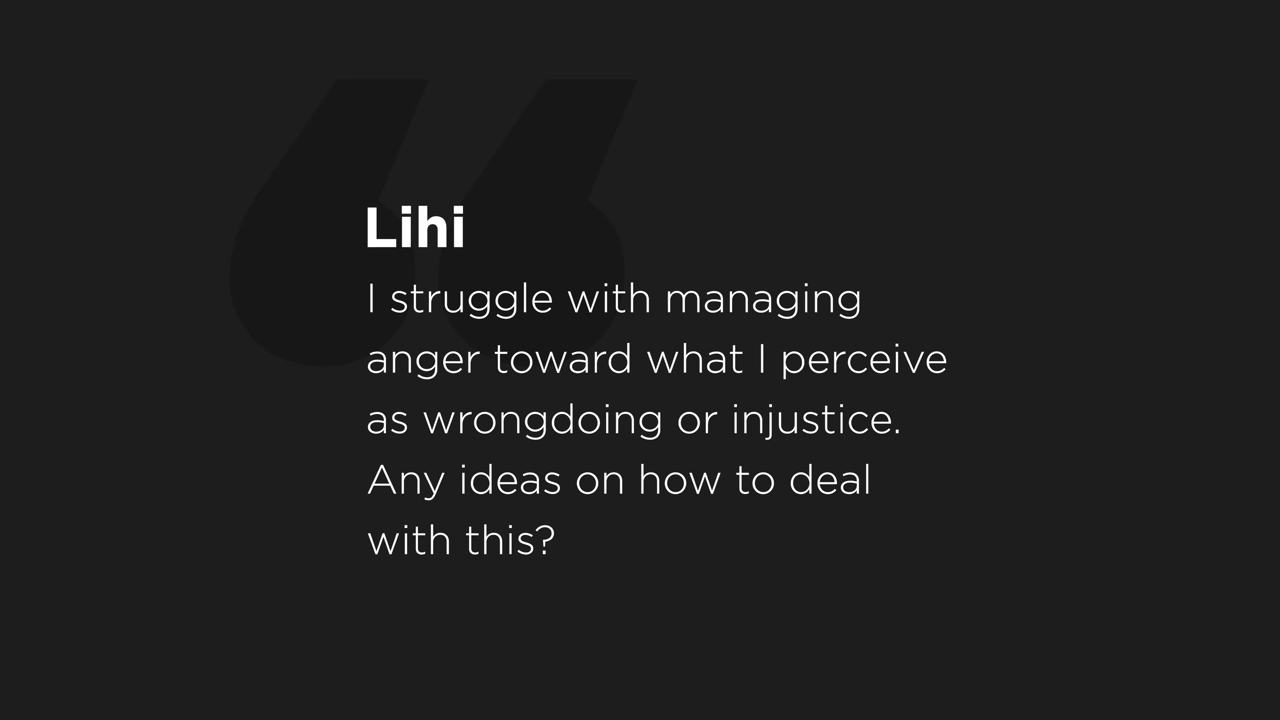 Lihi
I struggle with managing
anger toward what I perceive
as wrongdoing or injustice.
Any ideas on how to deal
with this?